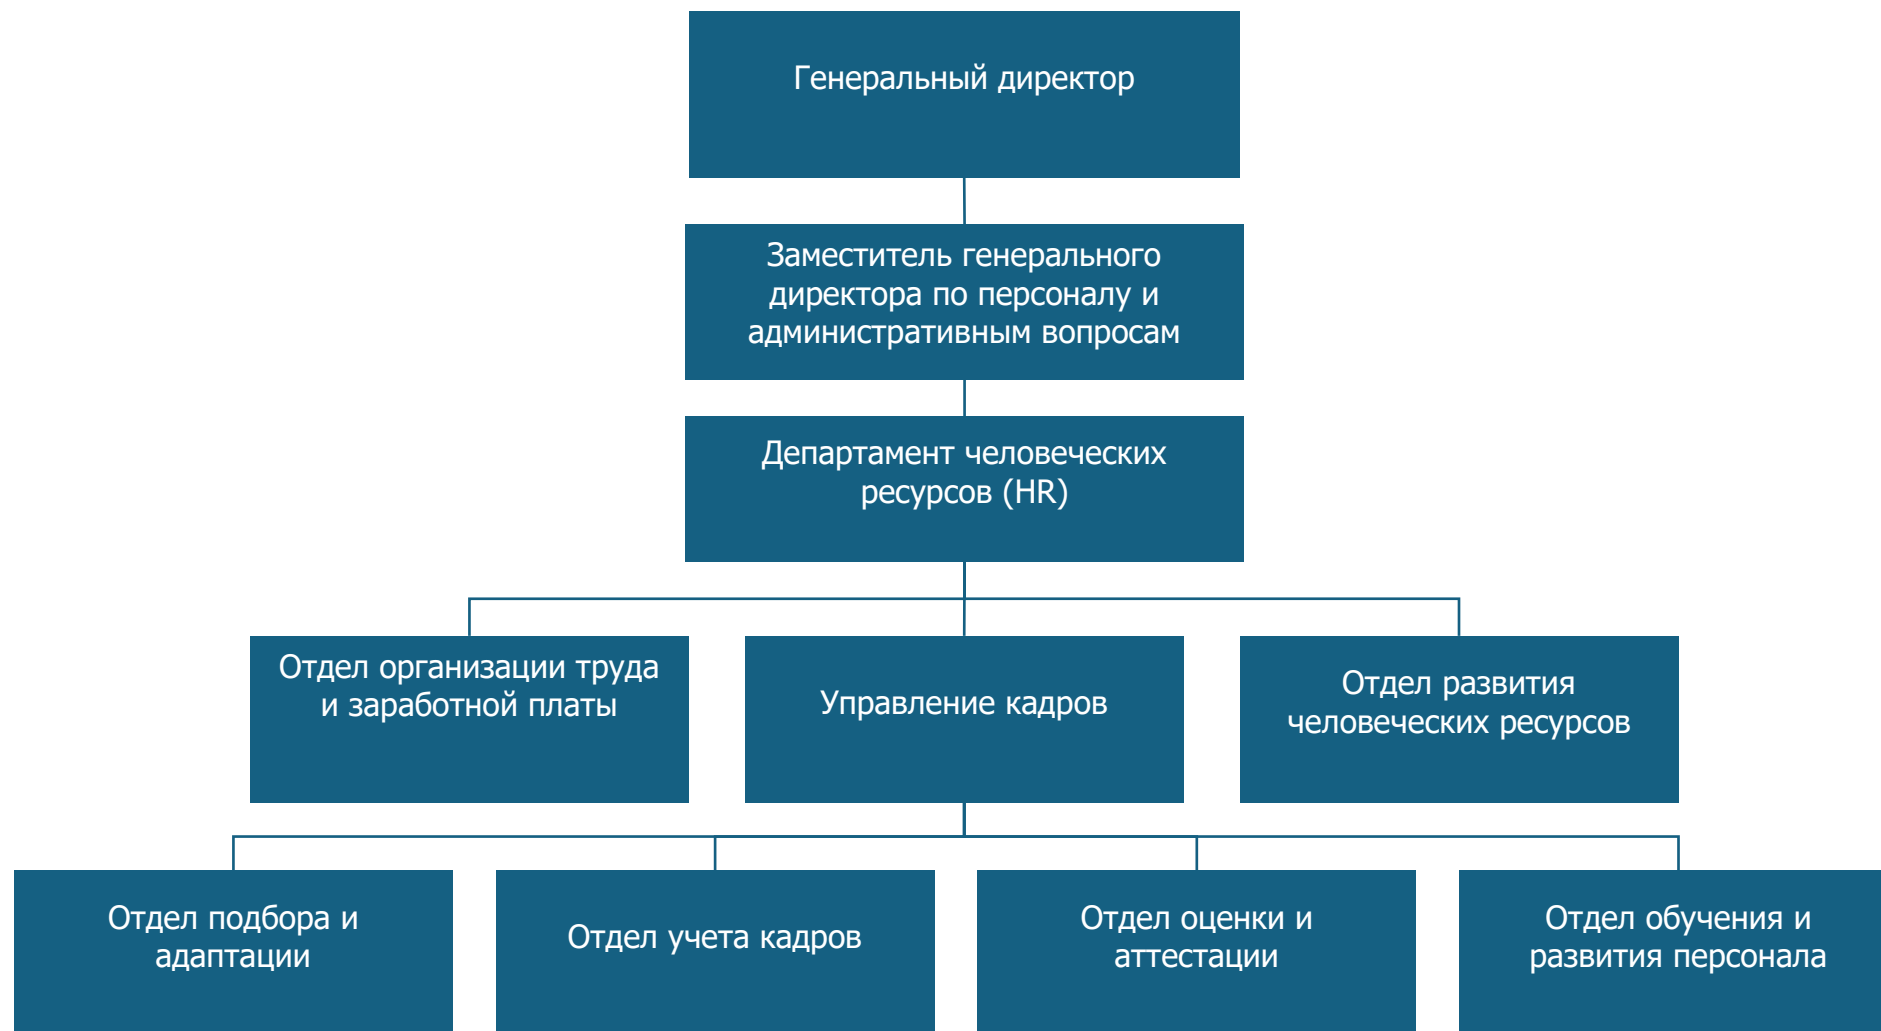 Генеральный директор
Заместитель генерального
директора по персоналу и
административным вопросам
Департамент человеческих
ресурсов (HR)
Отдел организации труда
и заработной платы
Управление кадров
Отдел развития
человеческих ресурсов
Отдел подбора и
адаптации
Отдел учета кадров
Отдел оценки и
аттестации
Отдел обучения и
развития персонала